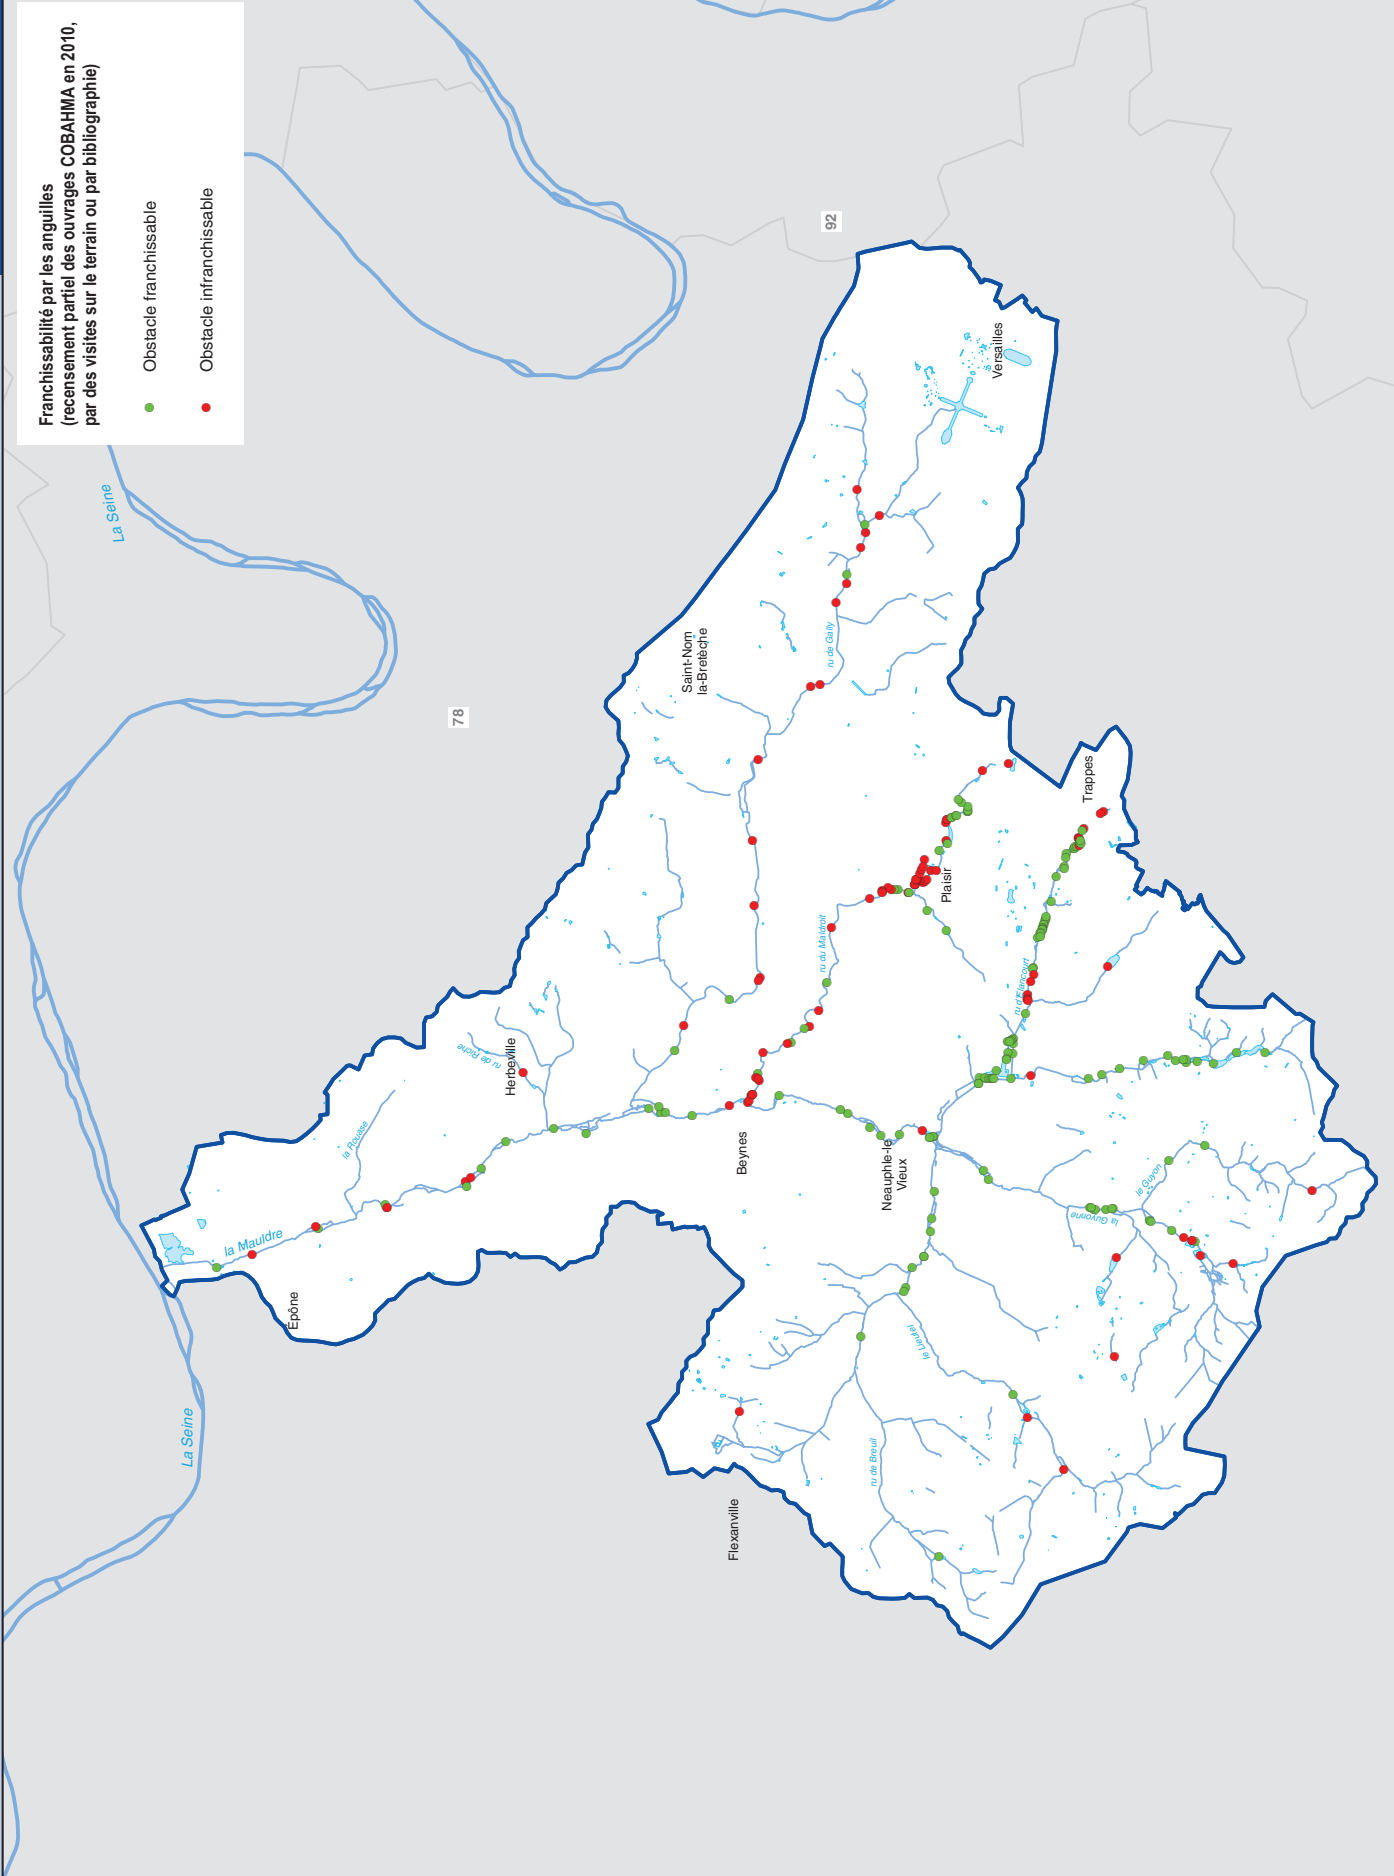 Franchissabilité par les anguilles
(recensement partiel des ouvrages COBAHMA en 2010,
par des visites sur le terrain ou par bibliographie)
Obstacle franchissable
Obstacle infranchissable
La Seine
La Seine
78
92
Épône
la Mauldre
la Rouase
Herbeville
ru de Riche
Saint-Nom
la-Bretèche
ru de Gally
Versailles
Beynes
ru du Maldroit
Plaisir
Trappes
ru d'Elancourt
Neauphle-le
Vieux
le Guyon
la Guyonne
le Lieutel
ru de Breuil
Flexanville